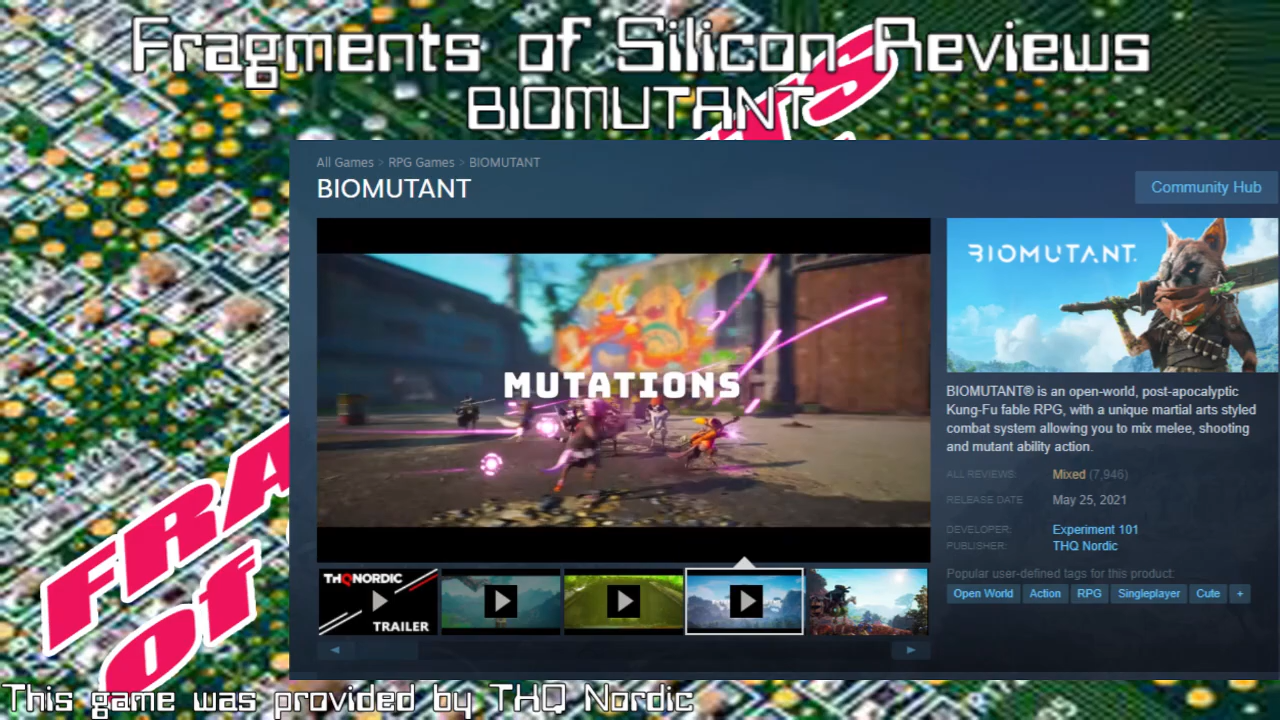 Fragments of Silicon Reviews
BIOMUTANT
All Games > RPG Games > BIOMUTANT
BIOMUTANT
Community Hub
MUTATIONS
BIOMUTANT.
BIOMUTANT® is an open-world, post-apocalyptic
Kung-Fu fable RPG, with a unique martial arts styled
combat system allowing you to mix melee, shooting
and mutant ability action.
ALL REVIEWS: Mixed (7,946)
RELEASE DATE: May 25, 2021
DEVELOPER: Experiment 101
PUBLISHER: THQ Nordic
Popular user-defined tags for this product:
Open World Action RPG Singleplayer Cute +
THQ NORDIC
TRAILER
FRA
of
This game was provided by THQ Nordic